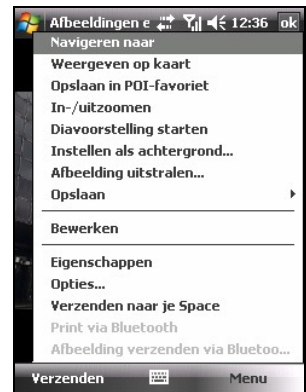 Afbeeldingen e 12:36 ok
Navigeren naar
Weergeven op kaart
Opslaan in POI-favoriet
In-/uitzoomen
Diavoorstelling starten
Instellen als achtergrond...
Afbeelding uitstralen...
Opslaan
Bewerken
Eigenschappen
Opties...
Verzenden naar je Space
Print via Bluetooth
Afbeelding verzenden via Bluetoo...
Verzenden Menu